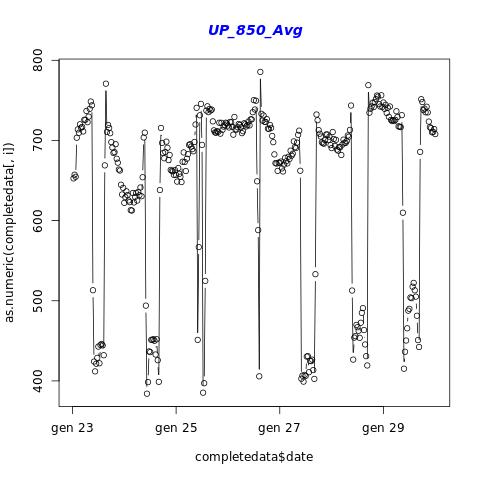 UP_850_Avg
as.numeric(completedata[, i])
800
700
600
500
400
gen 23
gen 25
gen 27
gen 29
completedata$date